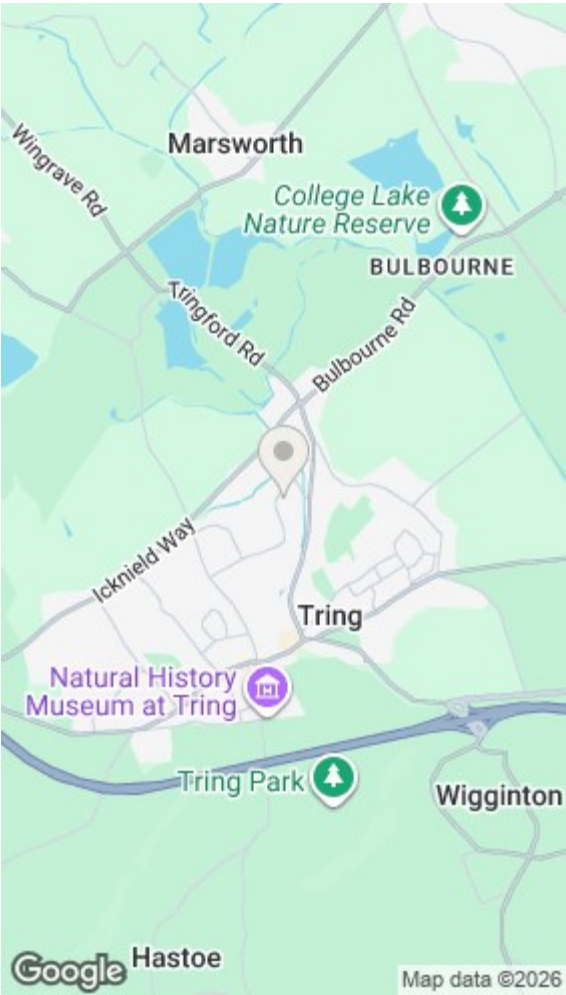 Marsworth
Wingrave Rd
College Lake
Nature Reserve
BULBOURNE
Tringford Rd
Bulbourne Rd
Icknield Way
Tring
Natural History
Museum at Tring
Tring Park
Wigginton
Hastoe
Google
Map data ©2026